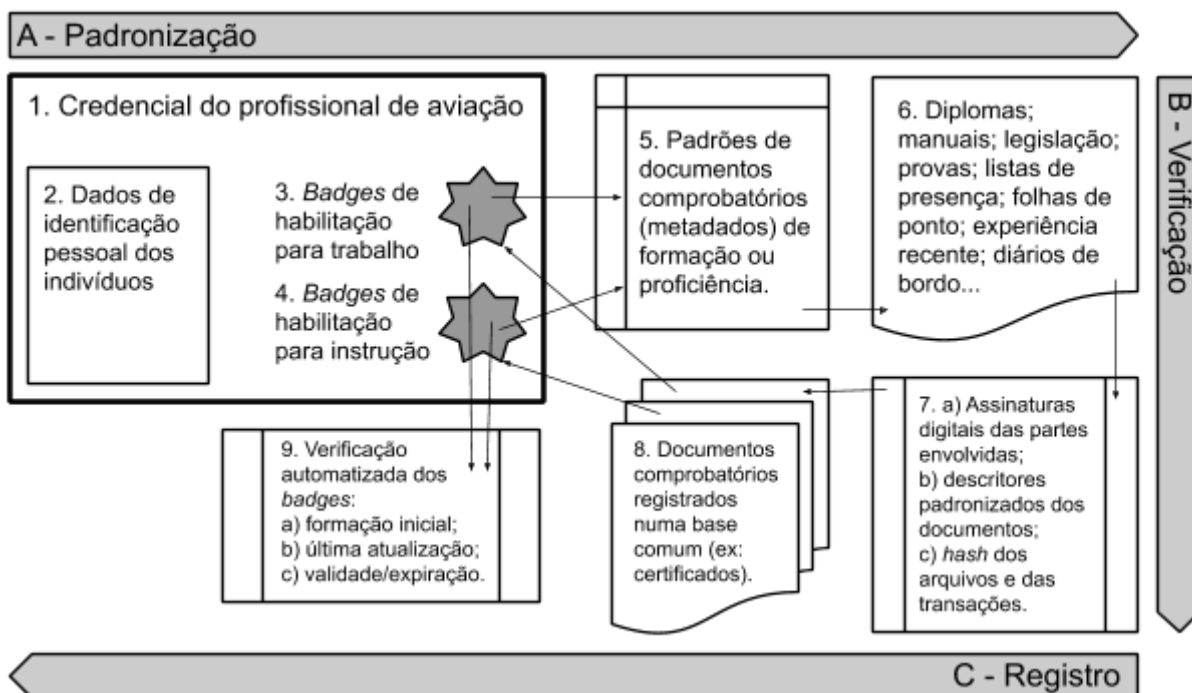 A - Padronização
1. Credencial do profissional de aviação
2. Dados de
identificação
pessoal dos
indivíduos
3. Badges de
habilitação
para trabalho
4. Badges de
habilitação
para instrução
5. Padrões de
documentos
comprobatórios
(metadados) de
formação ou
proficiência.
6. Diplomas;
manuais; legislação;
provas; listas de
presença; folhas de
ponto; experiência
recente; diários de
bordo...
B - Verificação
7. a) Assinaturas
digitais das partes
envolvidas;
b) descritores
padronizados dos
documentos;
c) hash dos
arquivos e das
transações.
8. Documentos
comprobatórios
registrados
numa base
comum (ex:
certificados).
9. Verificação
automatizada dos
badges:
a) formação inicial;
b) última atualização;
c) validade/expiração.
C - Registro